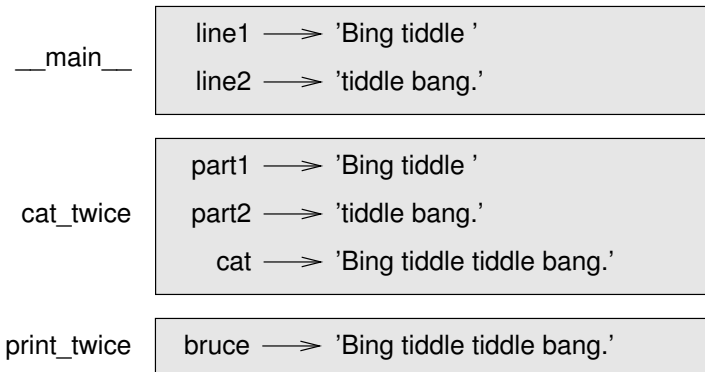 __main__
line1 ’Bing tiddle ’
line2 ’tiddle bang.’
cat_twice
part1 ’Bing tiddle ’
part2 ’tiddle bang.’
cat ’Bing tiddle tiddle bang.’
print_twice
bruce ’Bing tiddle tiddle bang.’